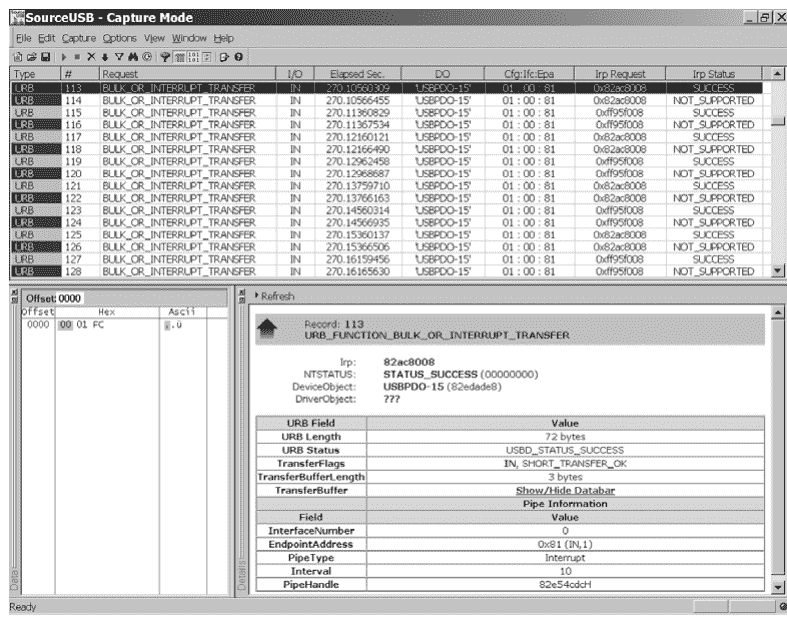 SourceUSB - Capture Mode
File Edit Capture Options View Window Help
Type # Request I/O Elapsed Sec. DO Cfg:Ifc:Epa Irp Request Irp Status
URB 113 BULK_OR_INTERRUPT_TRANSFER IN 270.10560309 'USBPDO-15' 01 : 00 : 81 0x82ac8008 SUCCESS
URB 114 BULK_OR_INTERRUPT_TRANSFER IN 270.10566455 'USBPDO-15' 01 : 00 : 81 0x82ac8008 NOT_SUPPORTED
URB 115 BULK_OR_INTERRUPT_TRANSFER IN 270.11360829 'USBPDO-15' 01 : 00 : 81 0xff95f008 SUCCESS
URB 116 BULK_OR_INTERRUPT_TRANSFER IN 270.11367534 'USBPDO-15' 01 : 00 : 81 0xff95f008 NOT_SUPPORTED
URB 117 BULK_OR_INTERRUPT_TRANSFER IN 270.12160121 'USBPDO-15' 01 : 00 : 81 0x82ac8008 SUCCESS
URB 118 BULK_OR_INTERRUPT_TRANSFER IN 270.12166490 'USBPDO-15' 01 : 00 : 81 0x82ac8008 NOT_SUPPORTED
URB 119 BULK_OR_INTERRUPT_TRANSFER IN 270.12962458 'USBPDO-15' 01 : 00 : 81 0xff95f008 SUCCESS
URB 120 BULK_OR_INTERRUPT_TRANSFER IN 270.12968687 'USBPDO-15' 01 : 00 : 81 0xff95f008 NOT_SUPPORTED
URB 121 BULK_OR_INTERRUPT_TRANSFER IN 270.13759710 'USBPDO-15' 01 : 00 : 81 0x82ac8008 SUCCESS
URB 122 BULK_OR_INTERRUPT_TRANSFER IN 270.13766163 'USBPDO-15' 01 : 00 : 81 0x82ac8008 NOT_SUPPORTED
URB 123 BULK_OR_INTERRUPT_TRANSFER IN 270.14560314 'USBPDO-15' 01 : 00 : 81 0xff95f008 SUCCESS
URB 124 BULK_OR_INTERRUPT_TRANSFER IN 270.14566935 'USBPDO-15' 01 : 00 : 81 0xff95f008 NOT_SUPPORTED
URB 125 BULK_OR_INTERRUPT_TRANSFER IN 270.15360137 'USBPDO-15' 01 : 00 : 81 0x82ac8008 SUCCESS
URB 126 BULK_OR_INTERRUPT_TRANSFER IN 270.15366506 'USBPDO-15' 01 : 00 : 81 0x82ac8008 NOT_SUPPORTED
URB 127 BULK_OR_INTERRUPT_TRANSFER IN 270.16159456 'USBPDO-15' 01 : 00 : 81 0xff95f008 SUCCESS
URB 128 BULK_OR_INTERRUPT_TRANSFER IN 270.16165630 'USBPDO-15' 01 : 00 : 81 0xff95f008 NOT_SUPPORTED
Offset: 0000
Offset Hex Ascii
0000 00 01 FC ..ü
Data
Details
Refresh
Record: 113
URB_FUNCTION_BULK_OR_INTERRUPT_TRANSFER
Irp: 82ac8008
NTSTATUS: STATUS_SUCCESS (00000000)
DeviceObject: USBPDO-15 (82edade8)
DriverObject: ???
URB Field Value
URB Length 72 bytes
URB Status USBD_STATUS_SUCCESS
TransferFlags IN, SHORT_TRANSFER_OK
TransferBufferLength 3 bytes
TransferBuffer Show/Hide Databar
Pipe Information
Field Value
InterfaceNumber 0
EndpointAddress 0x81 (IN,1)
PipeType Interrupt
Interval 10
PipeHandle 82e54cdcH
Ready